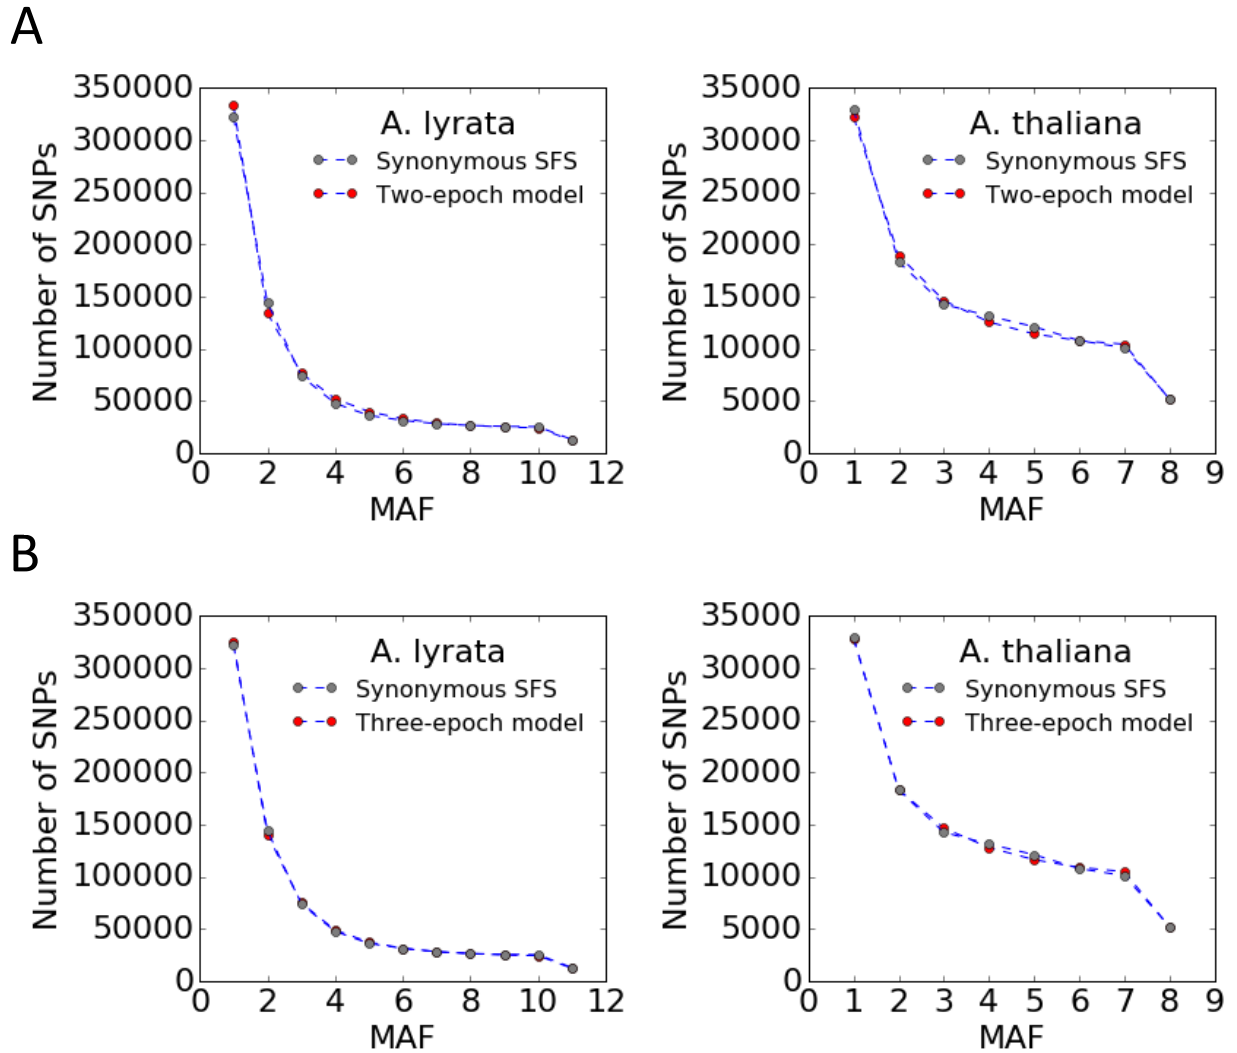 A
A. lyrata
Synonymous SFS
Two-epoch model
Number of SNPs
350000
300000
250000
200000
150000
100000
50000
0
0 2 4 6 8 10 12
MAF
A. thaliana
Synonymous SFS
Two-epoch model
Number of SNPs
35000
30000
25000
20000
15000
10000
5000
0
0 1 2 3 4 5 6 7 8 9
MAF
B
A. lyrata
Synonymous SFS
Three-epoch model
Number of SNPs
350000
300000
250000
200000
150000
100000
50000
0
0 2 4 6 8 10 12
MAF
A. thaliana
Synonymous SFS
Three-epoch model
Number of SNPs
35000
30000
25000
20000
15000
10000
5000
0
0 1 2 3 4 5 6 7 8 9
MAF